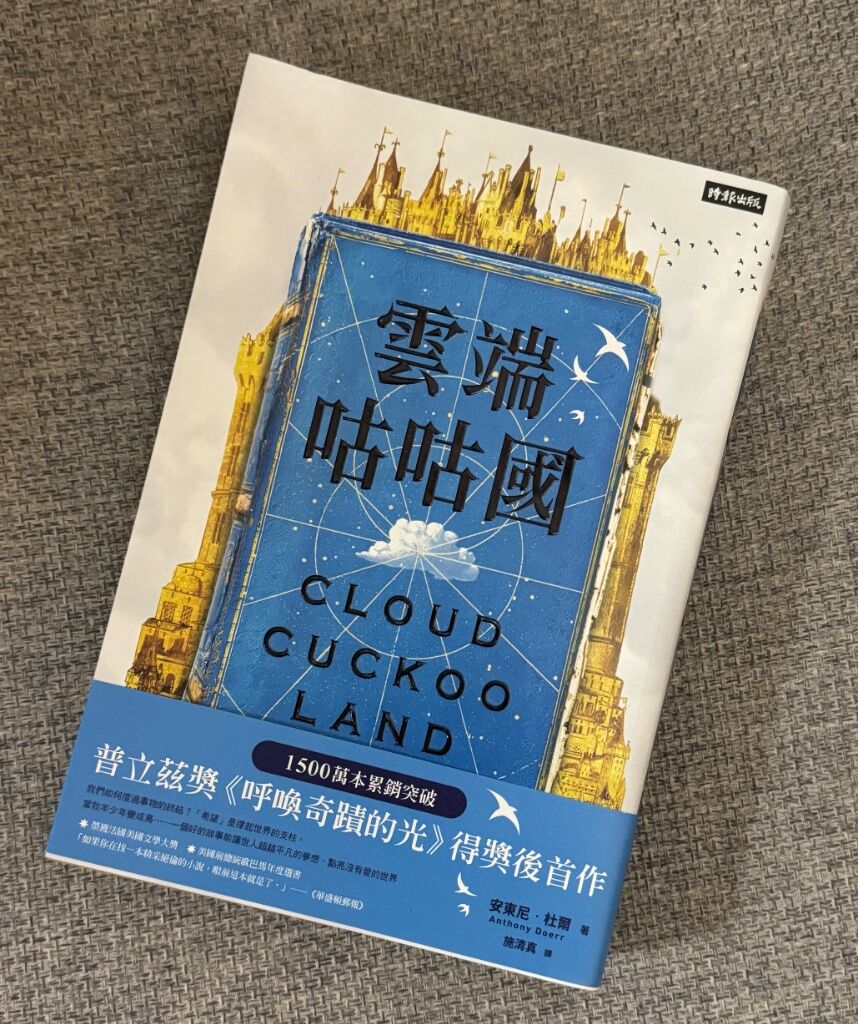 時報出版
雲端
咕咕國
CLOUD
CUCKOO
LAND
1500萬本累銷突破
普立茲獎《呼喚奇蹟的光》得獎後首作
我們如何度過事物的終結？「希望」是撐起世界的支柱。
當牧羊少年變成鳥⋯⋯一個好的故事能讓世人超越平凡的夢想、點亮沒有愛的世界
★榮獲法國美國文學大獎 ★美國前總統歐巴馬年度選書
「如果你在找一本精采絕倫的小說，眼前這本就是了。」——《華盛頓郵報》
安東尼．杜爾 著
Anthony Doerr
施清真 譯